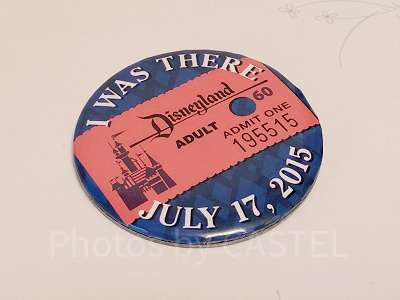 I WAS THERE
Disneyland
60
ADULT
ADMIT ONE
195515
JULY 17, 2015
Photos by CASTEL